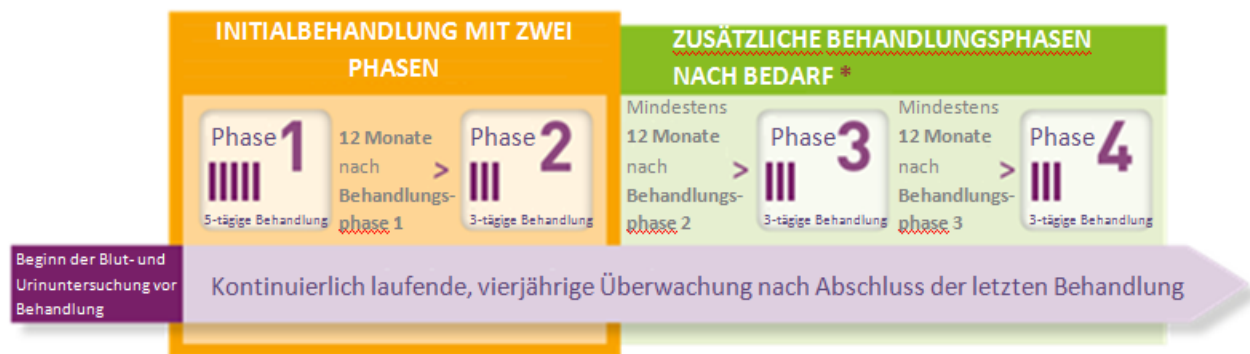 INITIALBEHANDLUNG MIT ZWEI
PHASEN
ZUSÄTZLICHE BEHANDLUNGSPHASEN
NACH BEDARF *
Phase 1
5-tägige Behandlung
12 Monate
nach
Behandlungs-
phase 1
>
Phase 2
3-tägige Behandlung
Mindestens
12 Monate
nach
Behandlungs-
phase 2
>
Phase 3
3-tägige Behandlung
Mindestens
12 Monate
nach
Behandlungs-
phase 3
>
Phase 4
3-tägige Behandlung
Beginn der Blut- und
Urinuntersuchung vor
Behandlung
Kontinuierlich laufende, vierjährige Überwachung nach Abschluss der letzten Behandlung